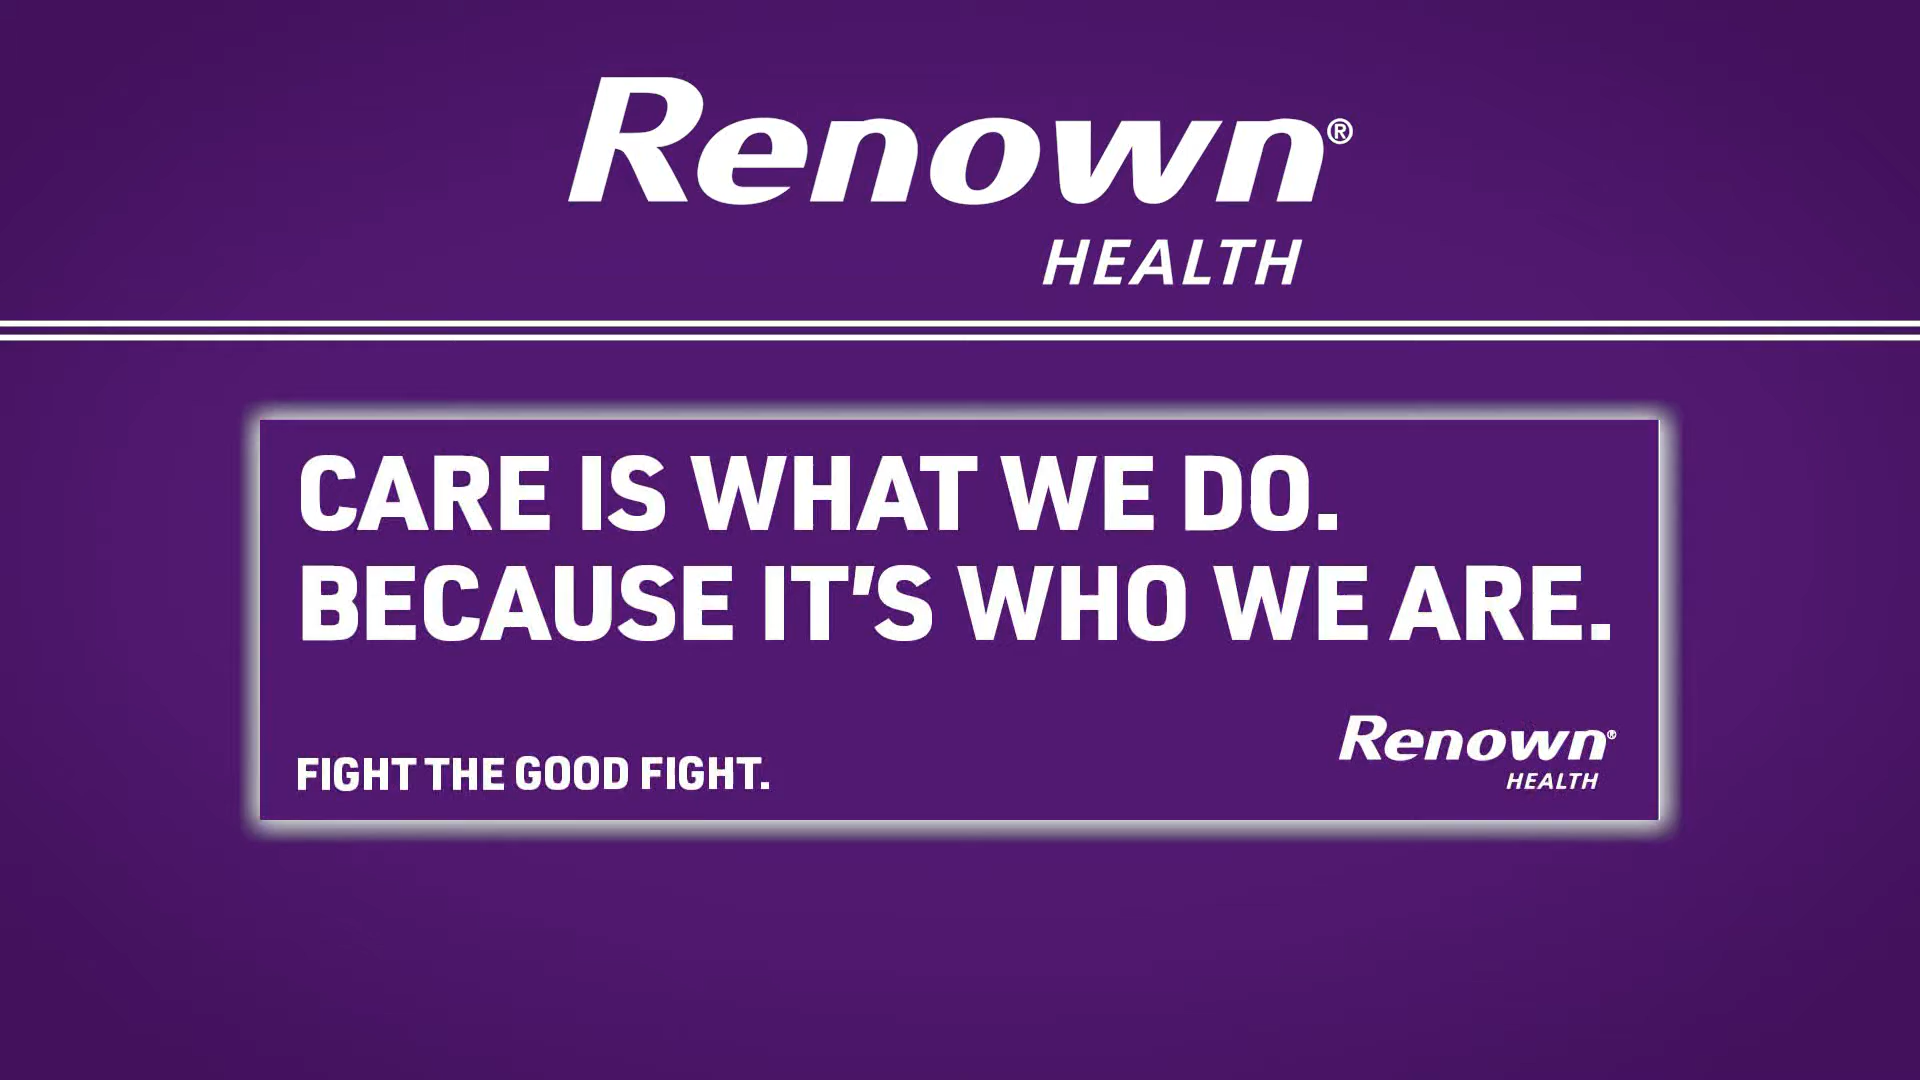 Renown®
HEALTH
CARE IS WHAT WE DO.
BECAUSE IT'S WHO WE ARE.
FIGHT THE GOOD FIGHT.
Renown®
HEALTH